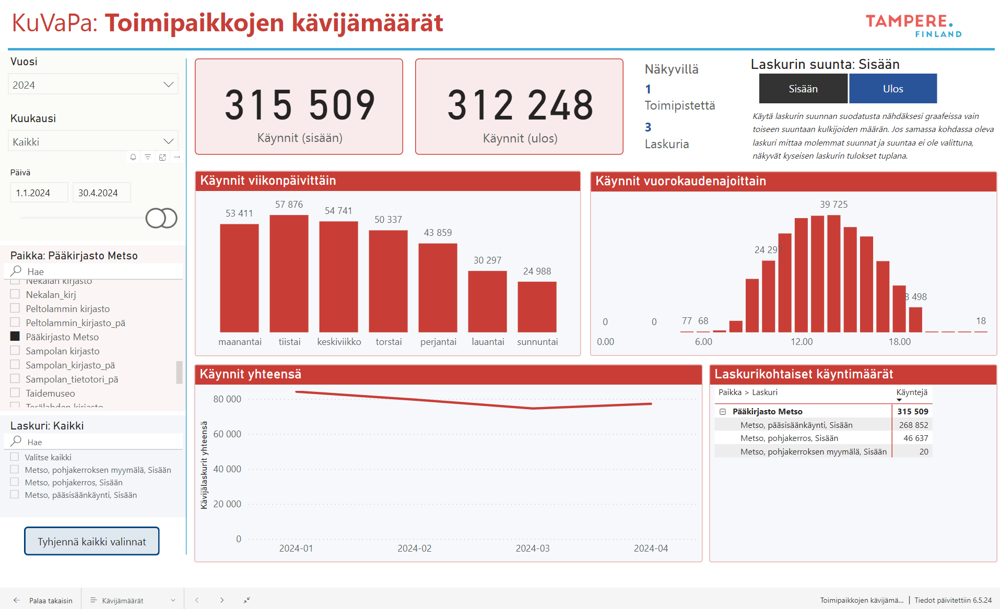 KuVaPa: Toimipaikkojen kävijämäärät
TAMPERE.
FINLAND
Vuosi
2024
Kuukausi
Kaikki
Päivä
1.1.2024
30.4.2024
Paikka: Pääkirjasto Metso
Hae
Nekalan kirjasto
Nekalan_kirj
Peltolammin kirjasto
Peltolammin_kirjasto_pä
Pääkirjasto Metso
Sampolan kirjasto
Sampolan_kirjasto_pä
Sampolan_tietotori_pä
Taidemuseo
Terälahden kirjasto
Laskuri: Kaikki
Hae
Valitse kaikki
Metso, pohjakerroksen myymälä, Sisään
Metso, pohjakerros, Sisään
Metso, pääsisäänkäynti, Sisään
Tyhjennä kaikki valinnat
315 509
Käynnit (sisään)
312 248
Käynnit (ulos)
Näkyvillä
1
Toimipistettä
3
Laskuria
Laskurin suunta: Sisään
Sisään
Ulos
Käytä laskurin suunnan suodatusta nähdäksesi graafeissa vain
toiseen suuntaan kulkijoiden määrän. Jos samassa kohdassa oleva
laskuri mittaa molemmat suunnat ja suuntaa ei ole valittuna,
näkyvät kyseisen laskurin tulokset tuplana.
Käynnit viikonpäivittäin
53 411
57 876
54 741
50 337
43 859
30 297
24 988
maanantai
tiistai
keskiviikko
torstai
perjantai
lauantai
sunnuntai
Käynnit vuorokaudenajoittain
0
0
77
68
24 297
39 725
8 498
18
0.00
6.00
12.00
18.00
Käynnit yhteensä
Kävijälaskurit yhteensä
80 000
60 000
40 000
20 000
0
2024-01
2024-02
2024-03
2024-04
Laskurikohtaiset käyntimäärät
Paikka > Laskuri Käyntejä
Pääkirjasto Metso 315 509
Metso, pääsisäänkäynti, Sisään 268 852
Metso, pohjakerros, Sisään 46 637
Metso, pohjakerroksen myymälä, Sisään 20
Palaa takaisin
Kävijämäärät
Toimipaikkojen kävijämä... | Tiedot päivitettiin 6.5.24